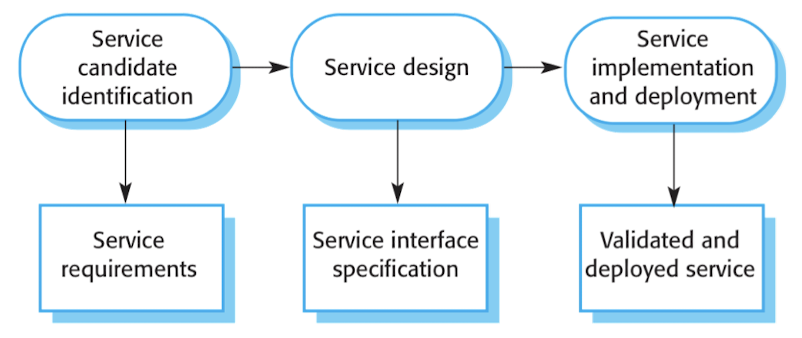 Service
candidate
identification
Service design
Service
implementation
and deployment
Service
requirements
Service interface
specification
Validated and
deployed service